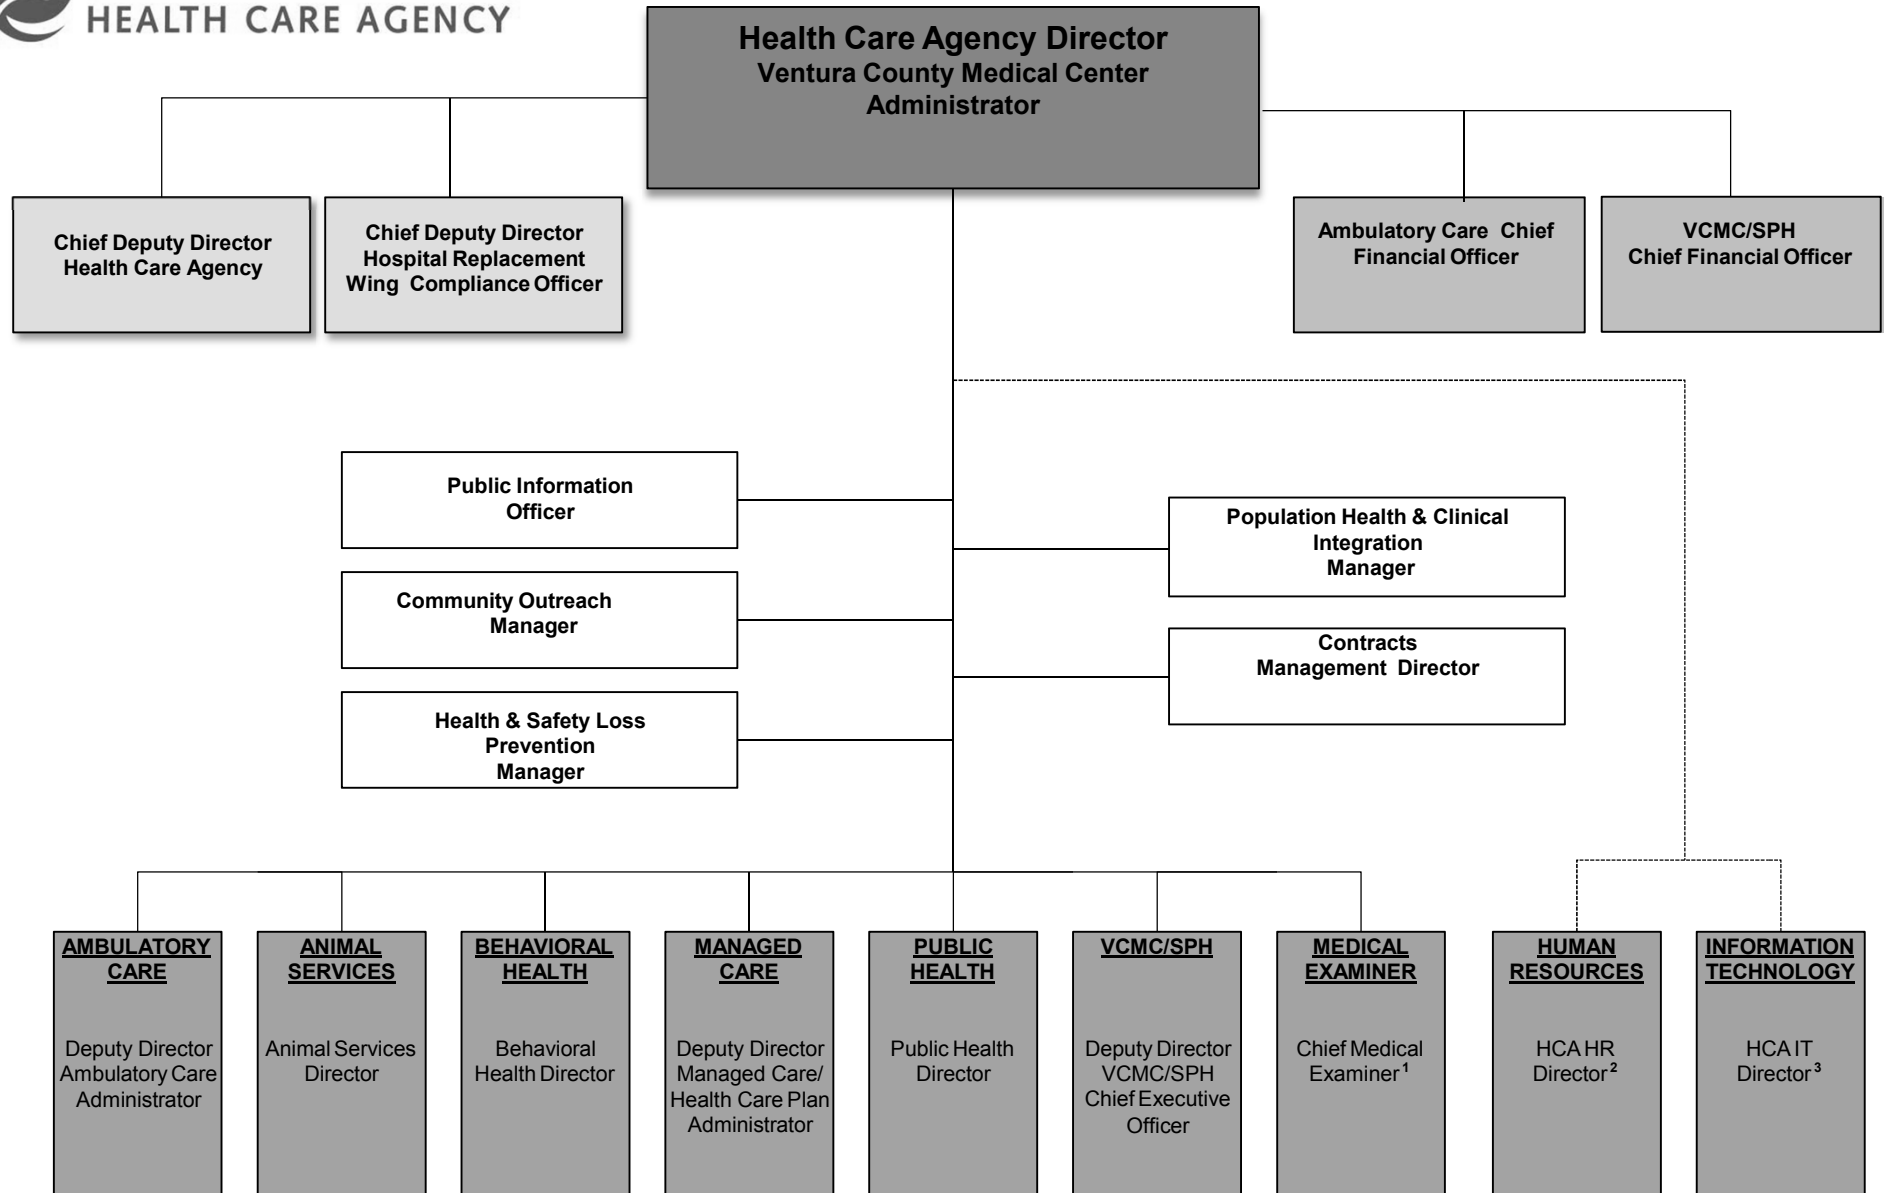 HEALTH CARE AGENCY
Health Care Agency Director
Ventura County Medical Center
Administrator
Chief Deputy Director
Health Care Agency
Chief Deputy Director
Hospital Replacement
Wing Compliance Officer
Ambulatory Care Chief
Financial Officer
VCMC/SPH
Chief Financial Officer
Public Information
Officer
Population Health & Clinical
Integration
Manager
Community Outreach
Manager
Contracts
Management Director
Health & Safety Loss
Prevention
Manager
AMBULATORY
CARE
Deputy Director
Ambulatory Care
Administrator
ANIMAL
SERVICES
Animal Services
Director
BEHAVIORAL
HEALTH
Behavioral
Health Director
MANAGED
CARE
Deputy Director
Managed Care/
Health Care Plan
Administrator
PUBLIC
HEALTH
Public Health
Director
VCMC/SPH
Deputy Director
VCMC/SPH
Chief Executive
Officer
MEDICAL
EXAMINER
Chief Medical
Examiner¹
HUMAN
RESOURCES
HCA HR
Director²
INFORMATION
TECHNOLOGY
HCA IT
Director³